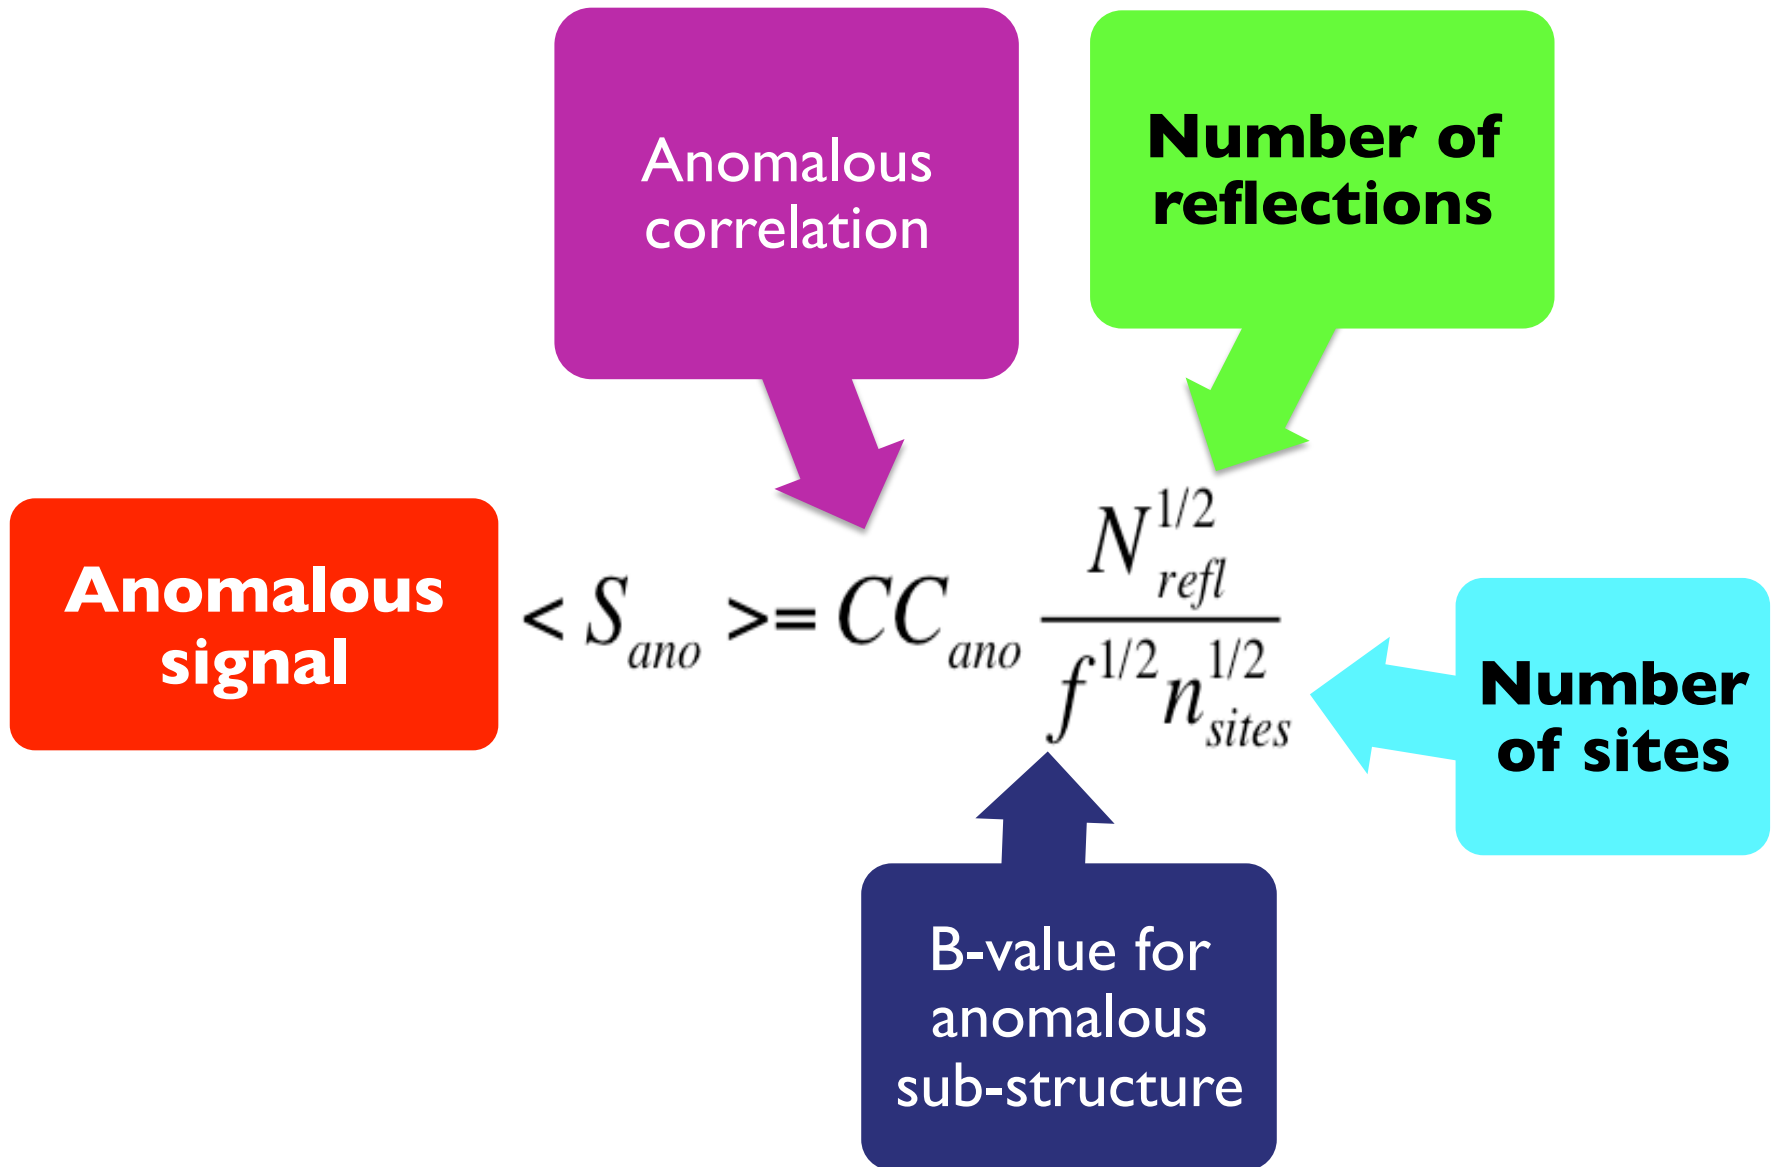 Anomalous
correlation
Number of
reflections
Anomalous
signal
< S_ano >= CC_ano N_refl^1/2 / f^1/2 n_sites^1/2
Number
of sites
B-value for
anomalous
sub-structure